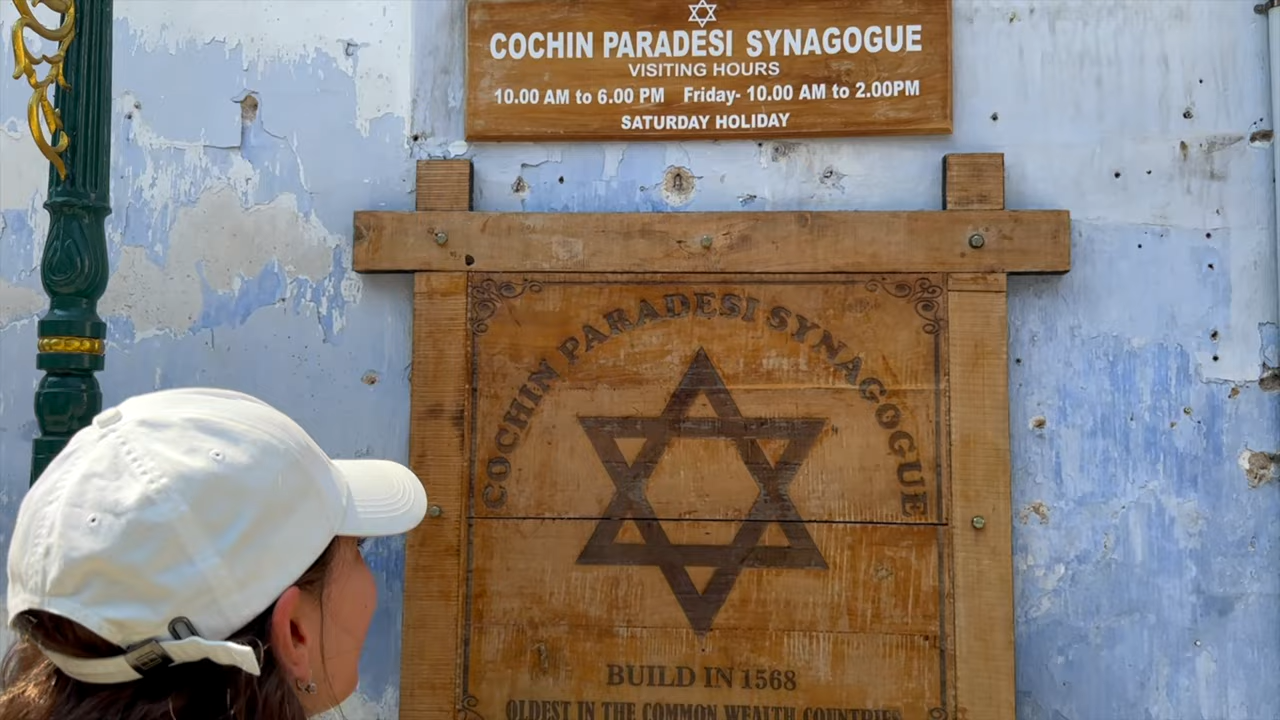 COCHIN PARADESI SYNAGOGUE
VISITING HOURS
10.00 AM to 6.00 PM Friday- 10.00 AM to 2.00PM
SATURDAY HOLIDAY
COCHIN PARADESI SYNAGOGUE
BUILD IN 1568
OLDEST IN THE COMMON WEALTH COUNTRIES